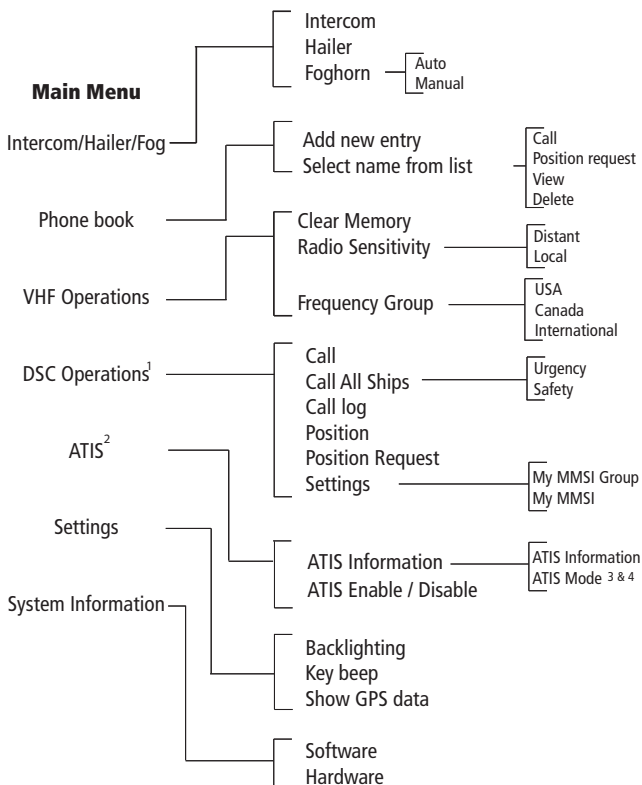 Main Menu
Intercom/Hailer/Fog
Intercom
Hailer
Foghorn
Auto
Manual
Phone book
Add new entry
Select name from list
Call
Position request
View
Delete
VHF Operations
Clear Memory
Radio Sensitivity
Distant
Local
Frequency Group
USA
Canada
International
DSC Operations1
Call
Call All Ships
Urgency
Safety
Call log
Position
Position Request
Settings
My MMSI Group
My MMSI
ATIS2
ATIS Information
ATIS Information
ATIS Mode 3 & 4
ATIS Enable / Disable
Settings
Backlighting
Key beep
Show GPS data
System Information
Software
Hardware